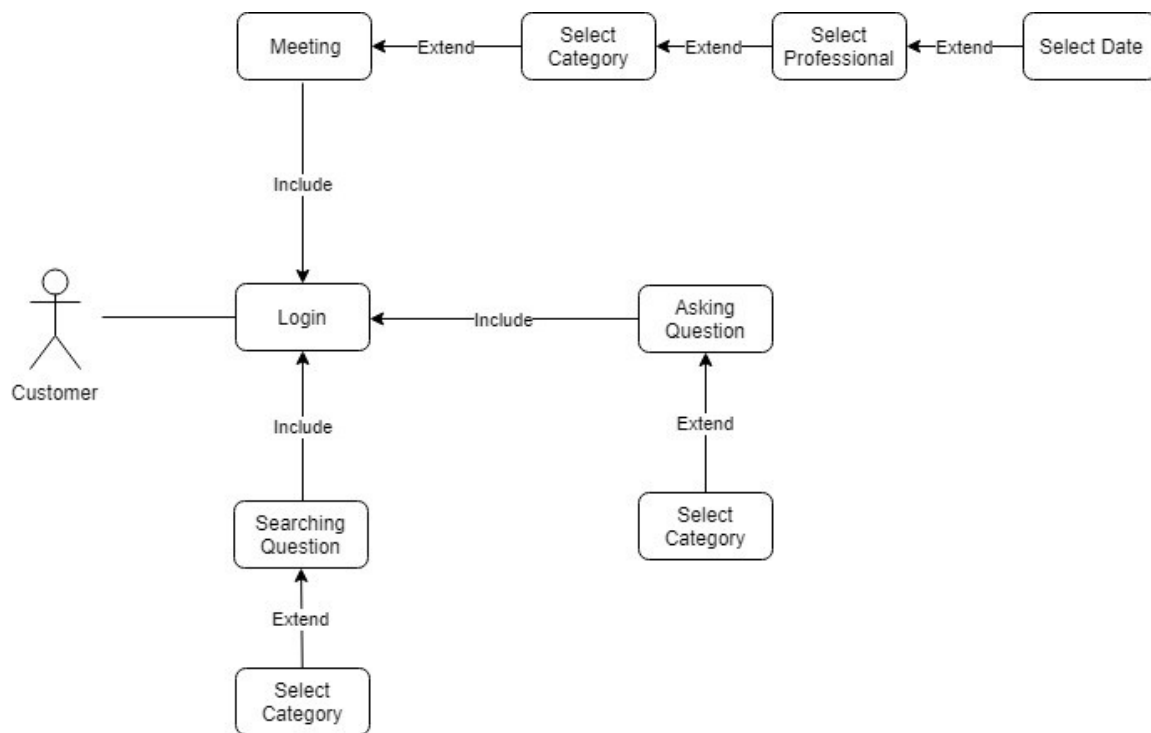 Meeting
Extend
Select
Category
Extend
Select
Professional
Extend
Select Date
Include
Customer
Login
Include
Asking
Question
Include
Extend
Searching
Question
Select
Category
Extend
Select
Category